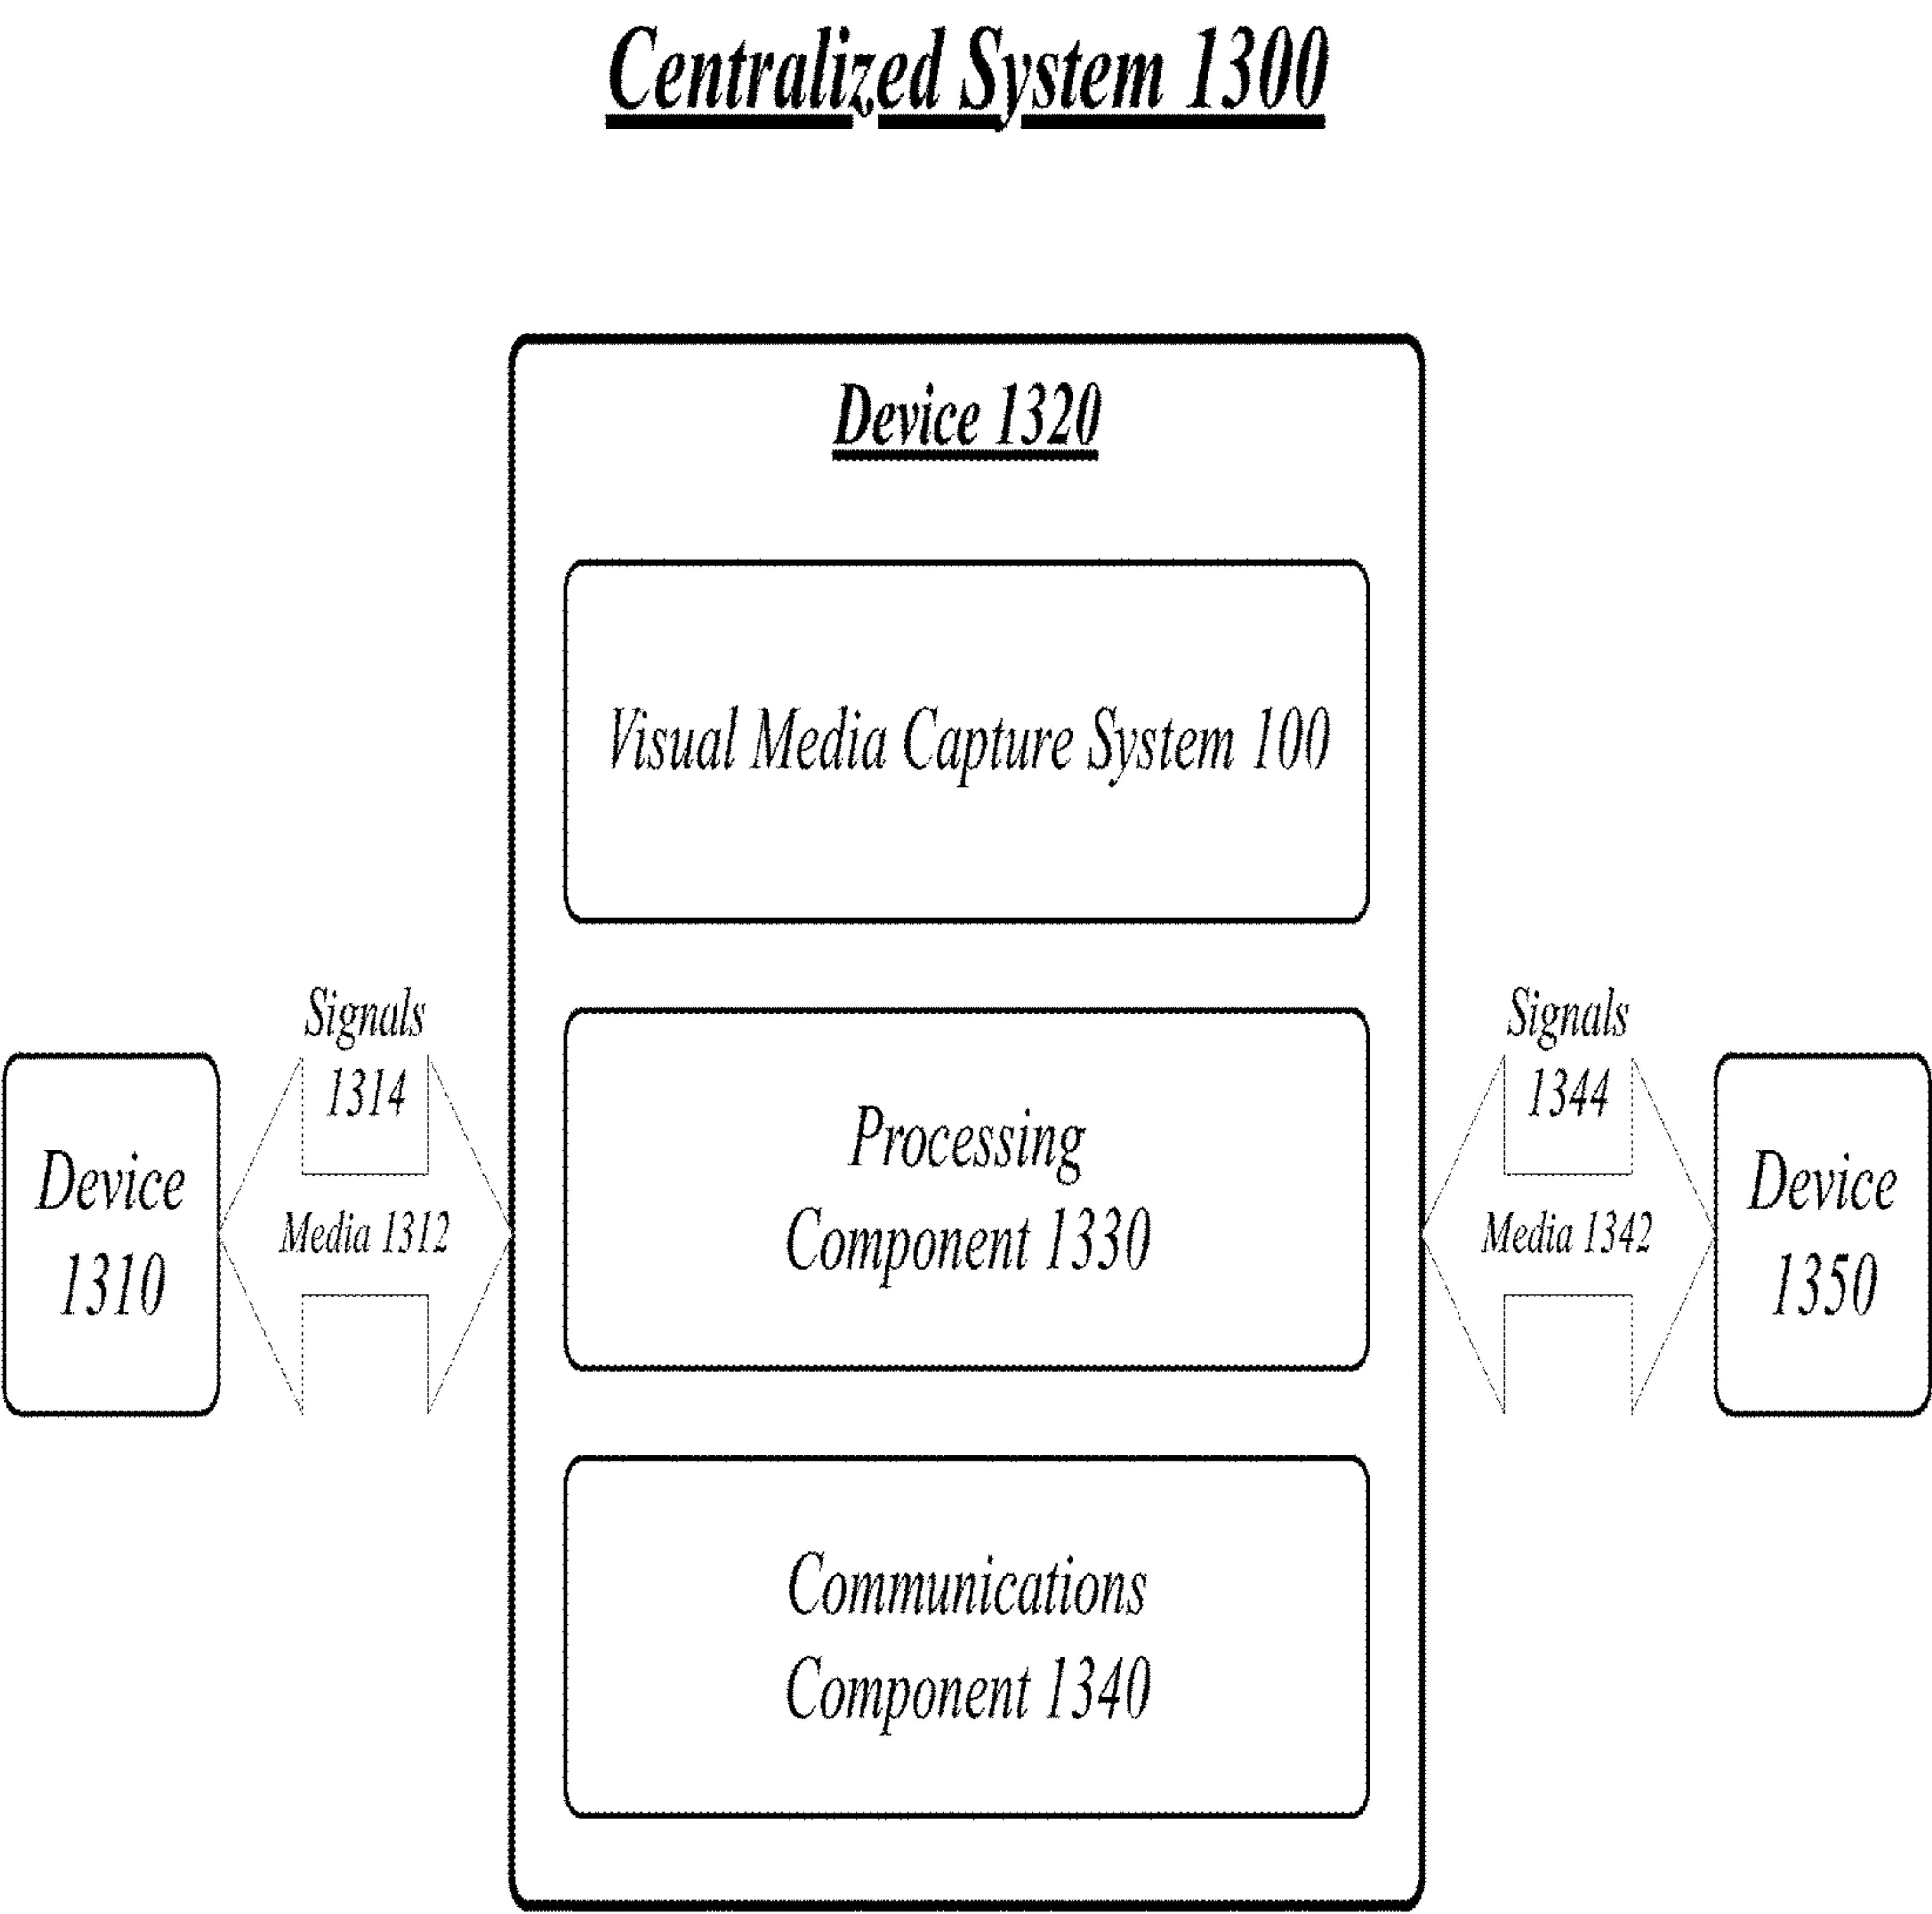 Centralized System 1300
Device 1320
Visual Media Capture System 100
Signals
1314
Media 1312
Device
1310
Processing
Component 1330
Signals
1344
Media 1342
Device
1350
Communications
Component 1340